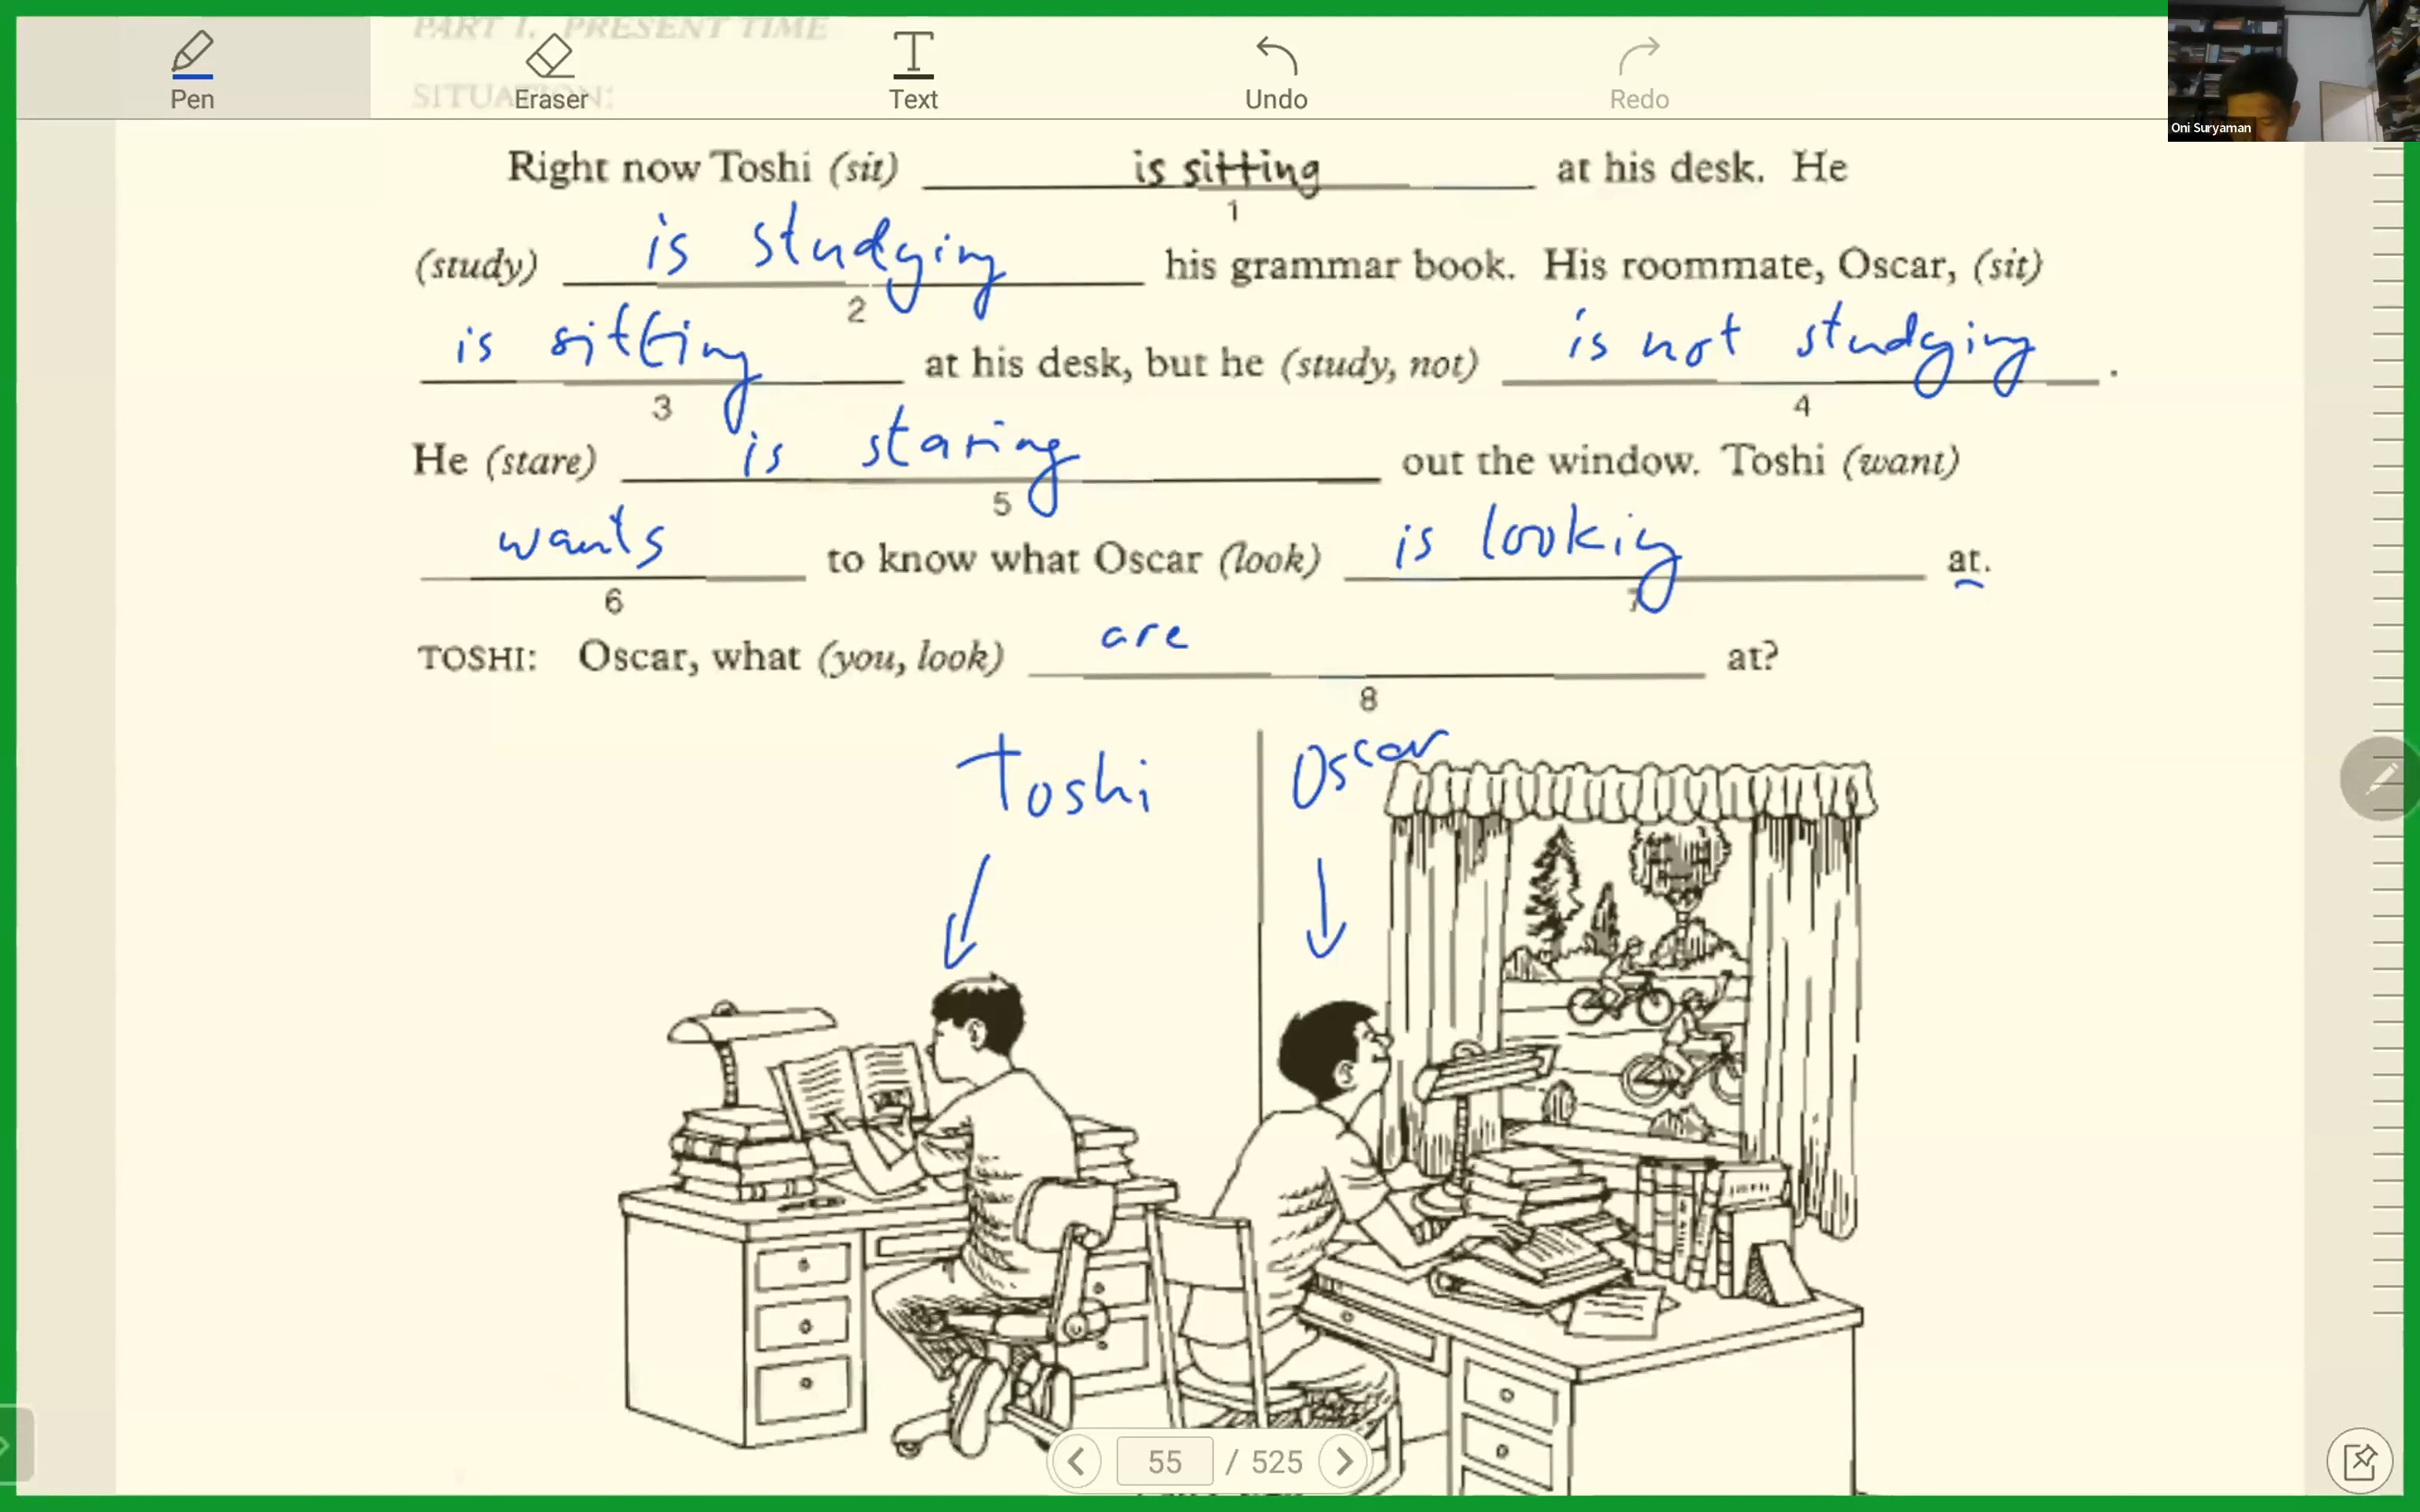 PART I. PRESENT TIME
SITUATION:
Pen Eraser Text Undo Redo
Oni Suryaman
Right now Toshi (sit) is sitting at his desk. He
1
(study) is studying his grammar book. His roommate, Oscar, (sit)
2
is sitting at his desk, but he (study, not) is not studying.
3 4
He (stare) is staring out the window. Toshi (want)
5
wants to know what Oscar (look) is lookig at.
6 7
TOSHI: Oscar, what (you, look) are at?
8
Toshi Oscar
55 / 525